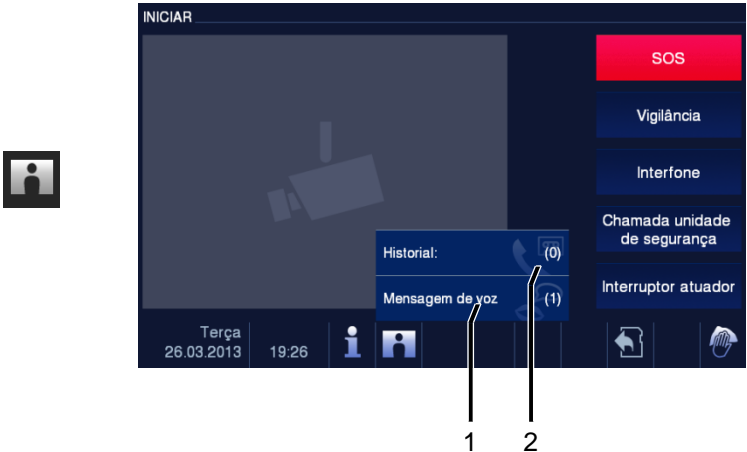 INICIAR
SOS
Vigilância
Interfone
Chamada unidade
de segurança
Interruptor atuador
Historial: (0)
Mensagem de voz (1)
Terça
26.03.2013 19:26
1 2